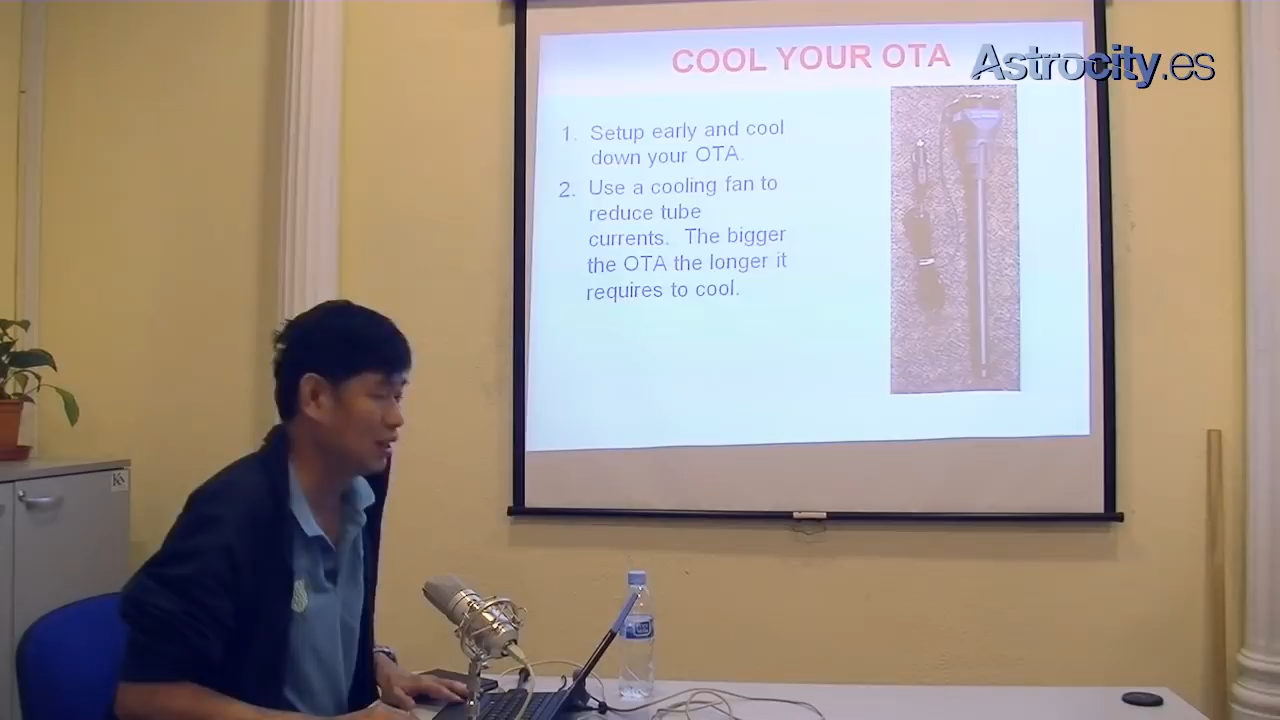 COOL YOUR OTA
Astrocity.es
1. Setup early and cool
down your OTA.
2. Use a cooling fan to
reduce tube
currents. The bigger
the OTA the longer it
requires to cool.